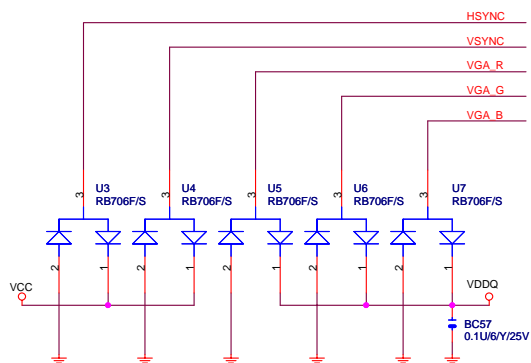 HSYNC
VSYNC
VGA_R
VGA_G
VGA_B
3 U3 3 U4 3 U5 3 U6 3 U7
RB706F/S RB706F/S RB706F/S RB706F/S RB706F/S
2 1 2 1 2 1 2 1 2 1
VCC VDDQ
BC57
0.1U/6/Y/25V